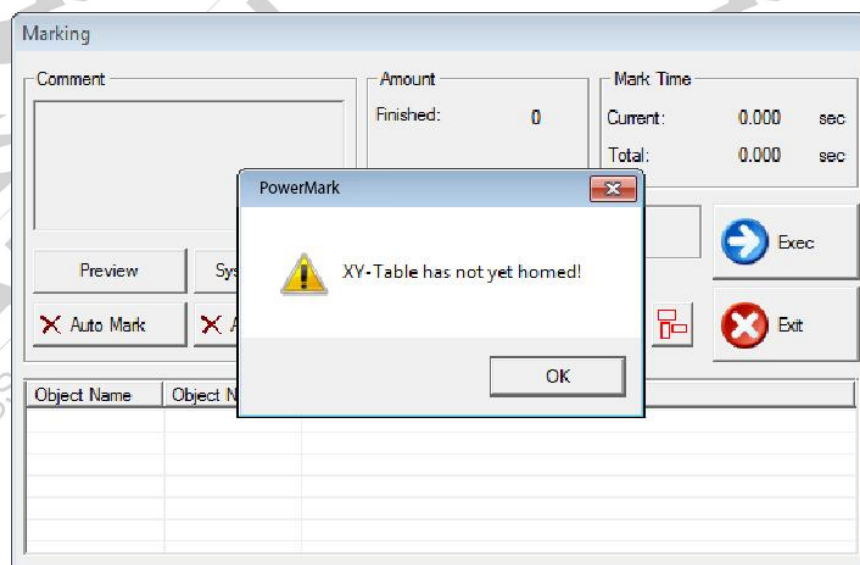 Marking
Comment
Amount
Finished: 0
Mark Time
Current: 0.000 sec
Total: 0.000 sec
PowerMark
XY-Table has not yet homed!
OK
Preview
Exec
Auto Mark
Exit
Object Name Object N